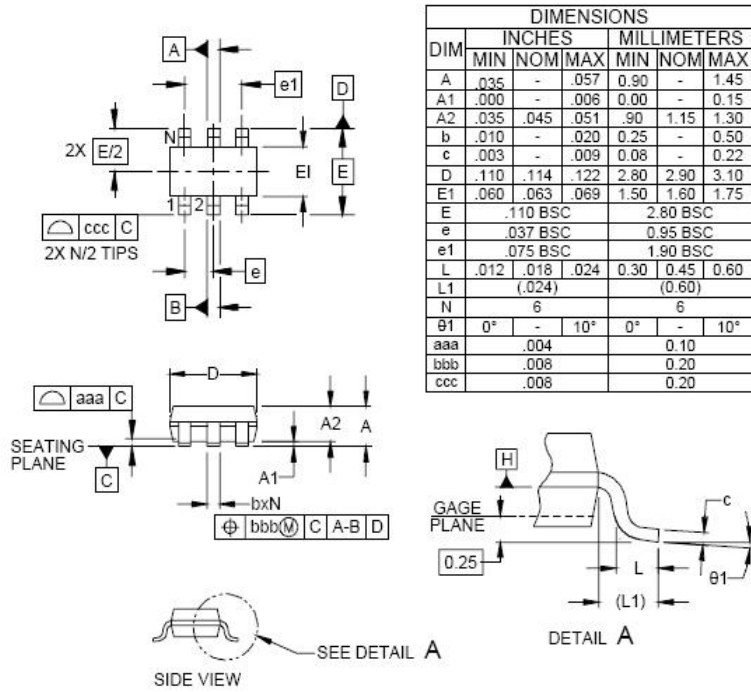 A
e1
D
N
2X E/2
E1
E
1 2
ccc C
2X N/2 TIPS
e
B
DIMENSIONS
DIM INCHES MILLIMETERS
MIN NOM MAX MIN NOM MAX
A .035 - .057 0.90 - 1.45
A1 .000 - .006 0.00 - 0.15
A2 .035 .045 .051 .90 1.15 1.30
b .010 - .020 0.25 - 0.50
c .003 - .009 0.08 - 0.22
D .110 .114 .122 2.80 2.90 3.10
E1 .060 .063 .069 1.50 1.60 1.75
E .110 BSC 2.80 BSC
e .037 BSC 0.95 BSC
e1 .075 BSC 1.90 BSC
L .012 .018 .024 0.30 0.45 0.60
L1 (.024) (0.60)
N 6 6
θ1 0° - 10° 0° - 10°
aaa .004 0.10
bbb .008 0.20
ccc .008 0.20
D
aaa C
A2 A
SEATING
PLANE
C
A1
bxN
⌖ bbbⓂ C A-B D
H
GAGE
PLANE
c
0.25
L
θ1
(L1)
DETAIL A
SEE DETAIL A
SIDE VIEW